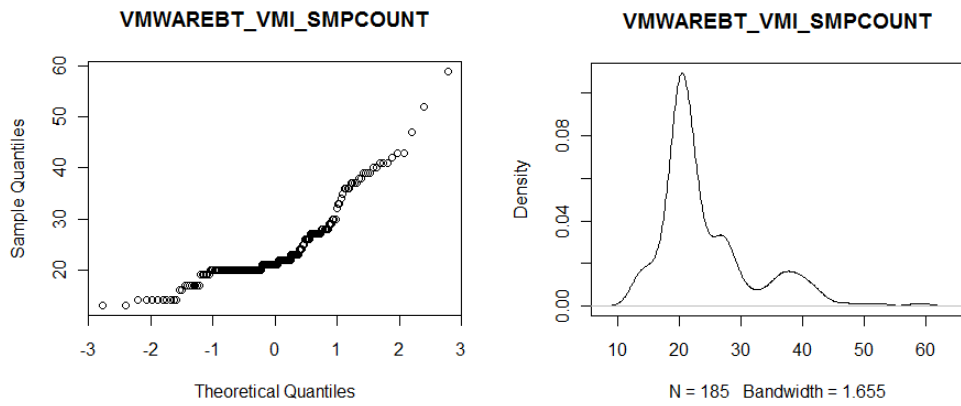 VMWAREBT_VMI_SMPCOUNT
Sample Quantiles
60
50
40
30
20
-3 -2 -1 0 1 2 3
Theoretical Quantiles
VMWAREBT_VMI_SMPCOUNT
Density
0.08
0.04
0.00
10 20 30 40 50 60
N = 185 Bandwidth = 1.655